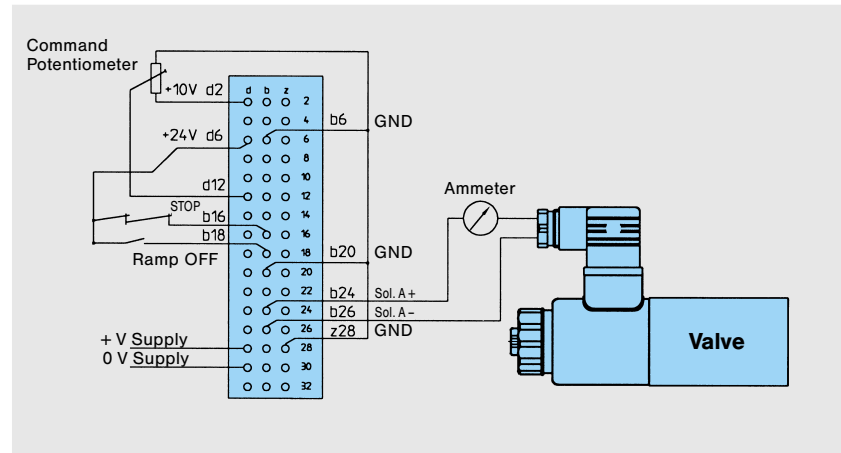 Command
Potentiometer
+10V d2
d b z
2
4
b6 GND
+24V d6
6
8
10
d12
12
Ammeter
STOP
14
b16
16
b18
18
b20 GND
Ramp OFF
20
22
b24 Sol. A+
24
b26 Sol. A-
26
z28 GND
+ V Supply
28
0 V Supply
30
32
Valve